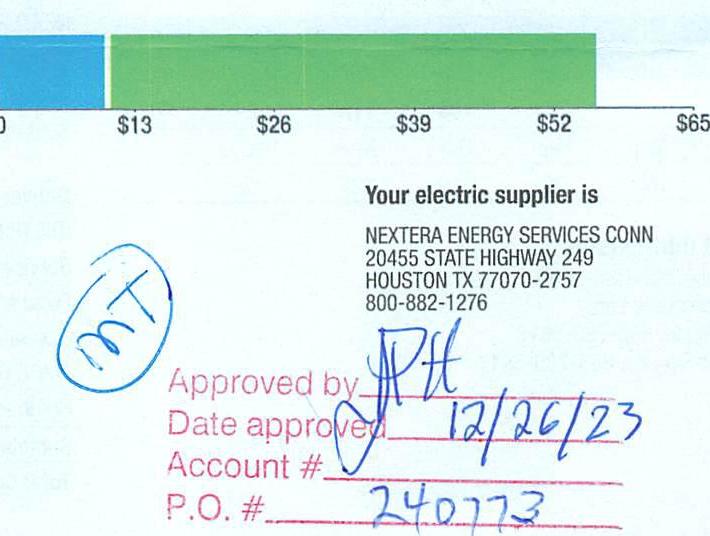 0 $13 $26 $39 $52 $65
Your electric supplier is
NEXTERA ENERGY SERVICES CONN
20455 STATE HIGHWAY 249
HOUSTON TX 77070-2757
800-882-1276
MT
Approved by JPH
Date approved 12/26/23
Account #
P.O. # 240773